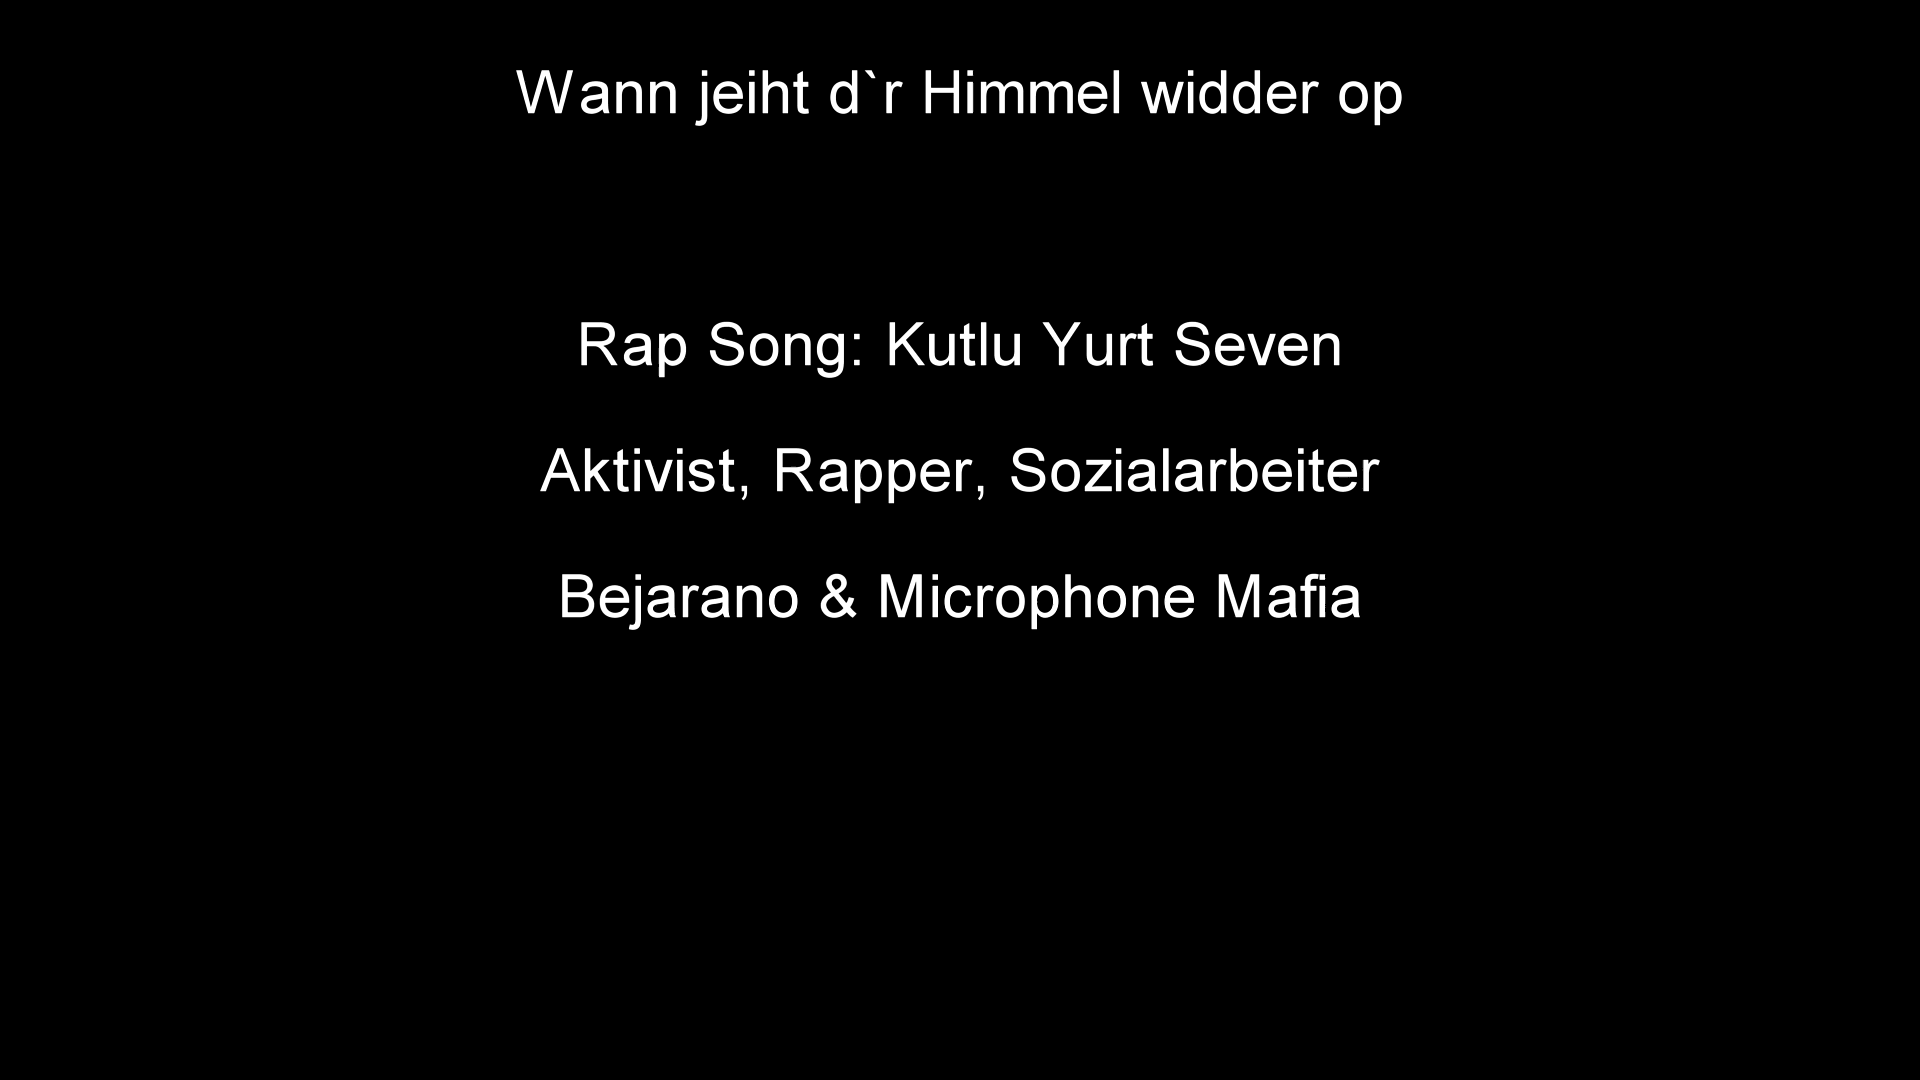 Wann jeiht d`r Himmel widder op
Rap Song: Kutlu Yurt Seven
Aktivist, Rapper, Sozialarbeiter
Bejarano & Microphone Mafia